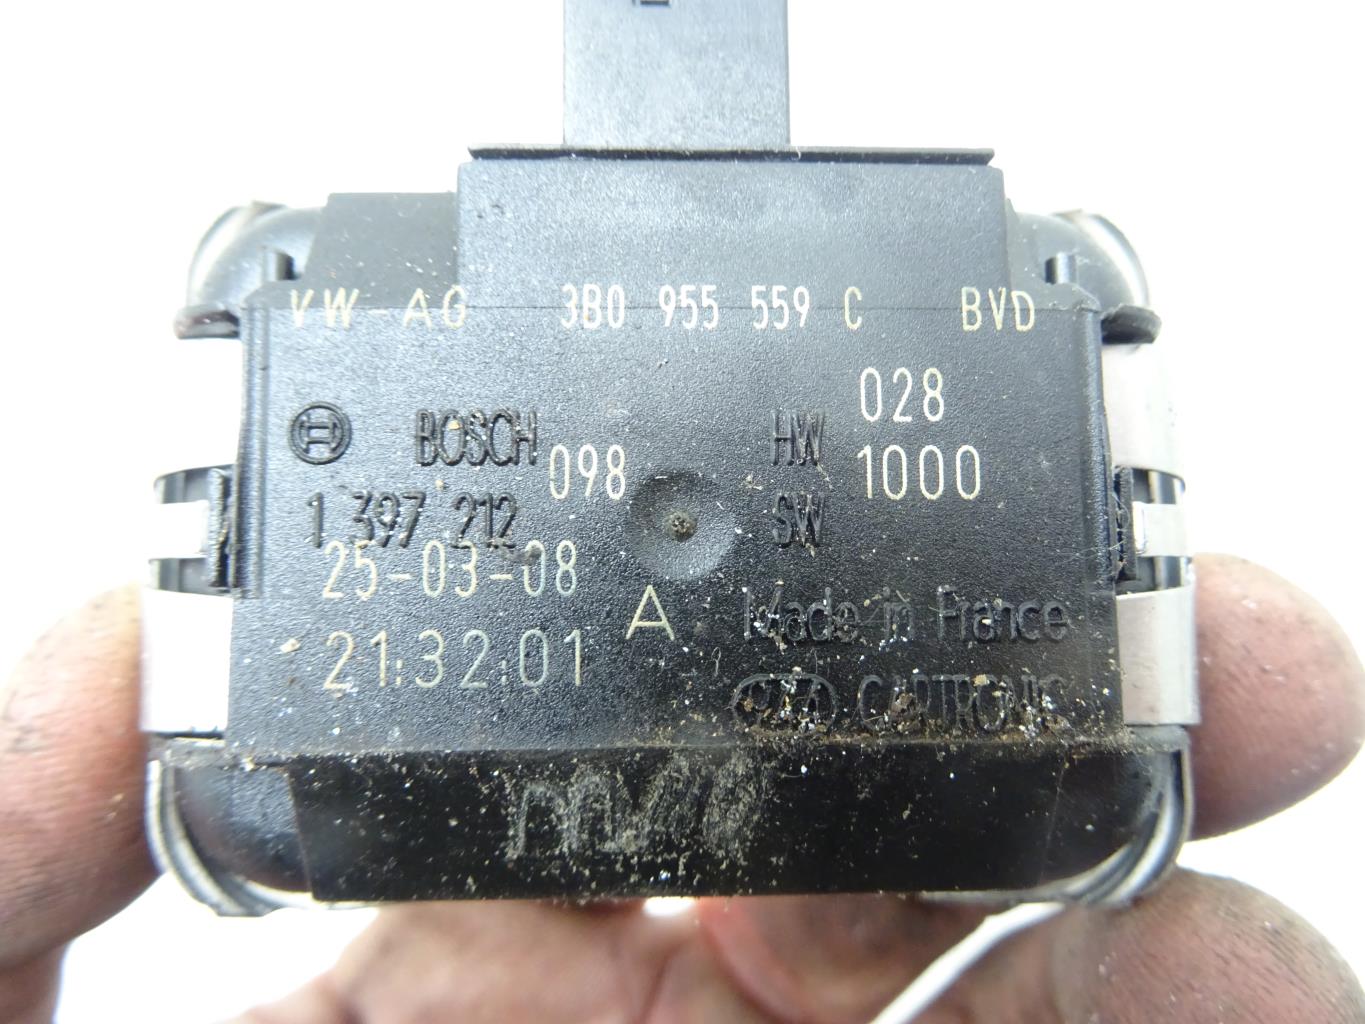 VW-AG 3B0 955 559 C BVD
BOSCH 098 HW 028
1 397 212 SW 1000
25-03-08
21:32:01 A Made in France
CARTRONIC